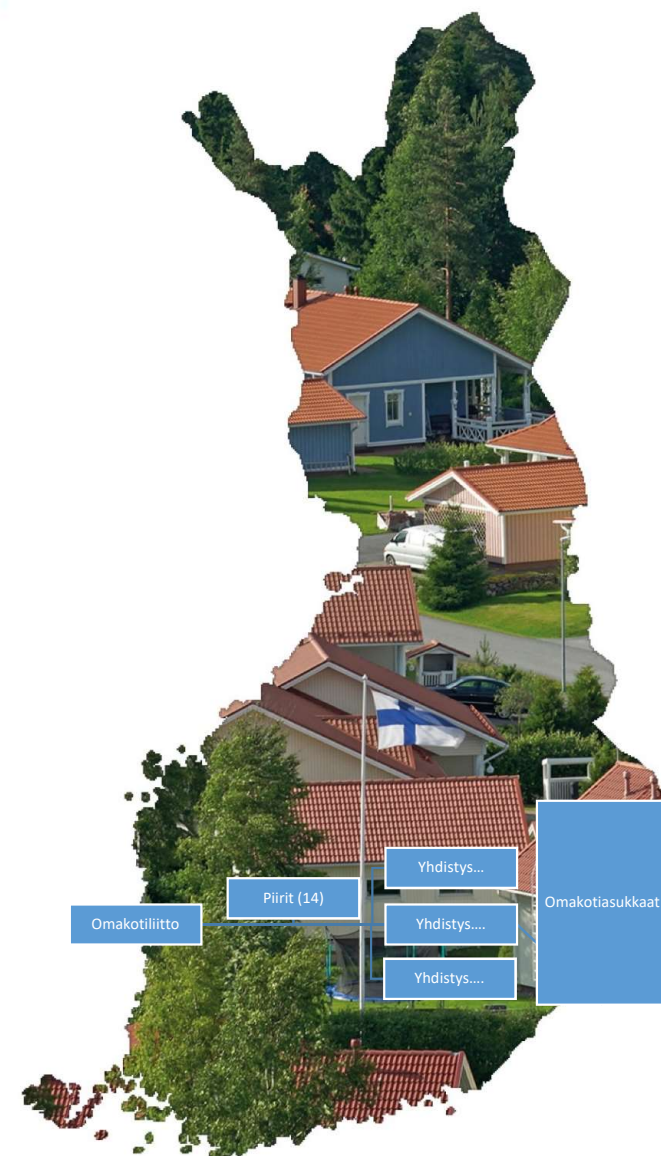 Omakotiliitto
Piirit (14)
Yhdistys...
Yhdistys....
Yhdistys....
Omakotiasukkaat